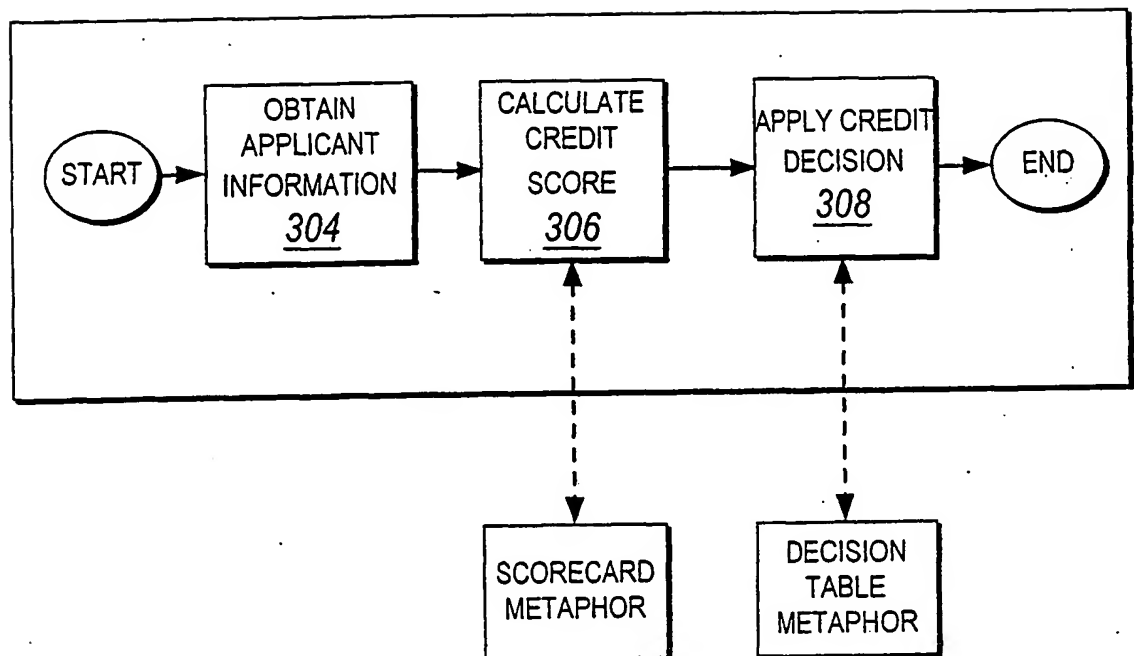 START
OBTAIN
APPLICANT
INFORMATION
304
CALCULATE
CREDIT
SCORE
306
APPLY CREDIT
DECISION
308
END
SCORECARD
METAPHOR
DECISION
TABLE
METAPHOR